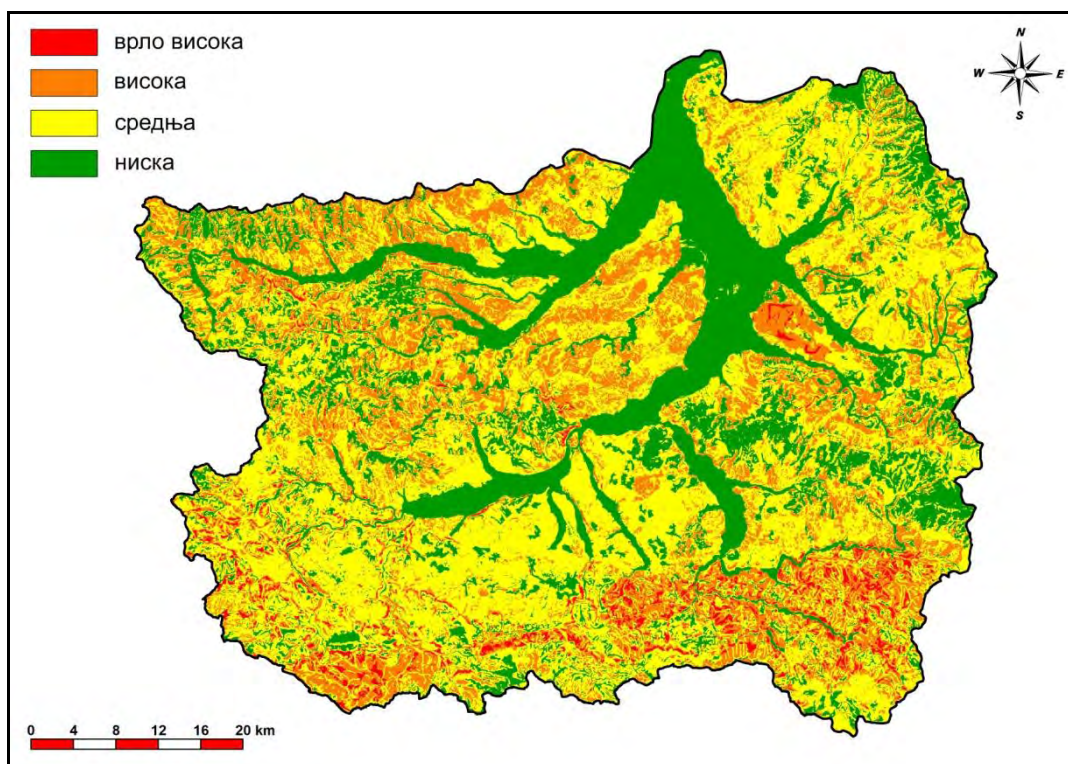 врло висока
висока
средња
ниска
N
W E
S
0 4 8 12 16 20 km